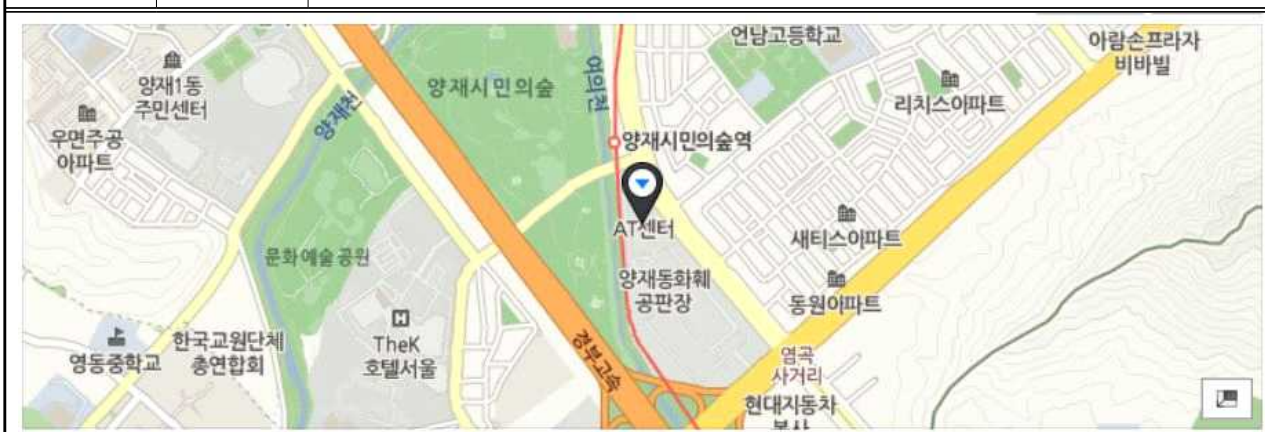 언남고등학교
아람손프라자
비바빌
양재1동
주민센터
양재시민의숲
여의천
리치스아파트
양재천
우면주공
아파트
양재시민의숲역
AT센터
새티스아파트
문화예술공원
양재동화훼
공판장
동원아파트
TheK
호텔서울
경부고속
한국교원단체
총연합회
영동중학교
염곡
사거리
현대자동차
본사